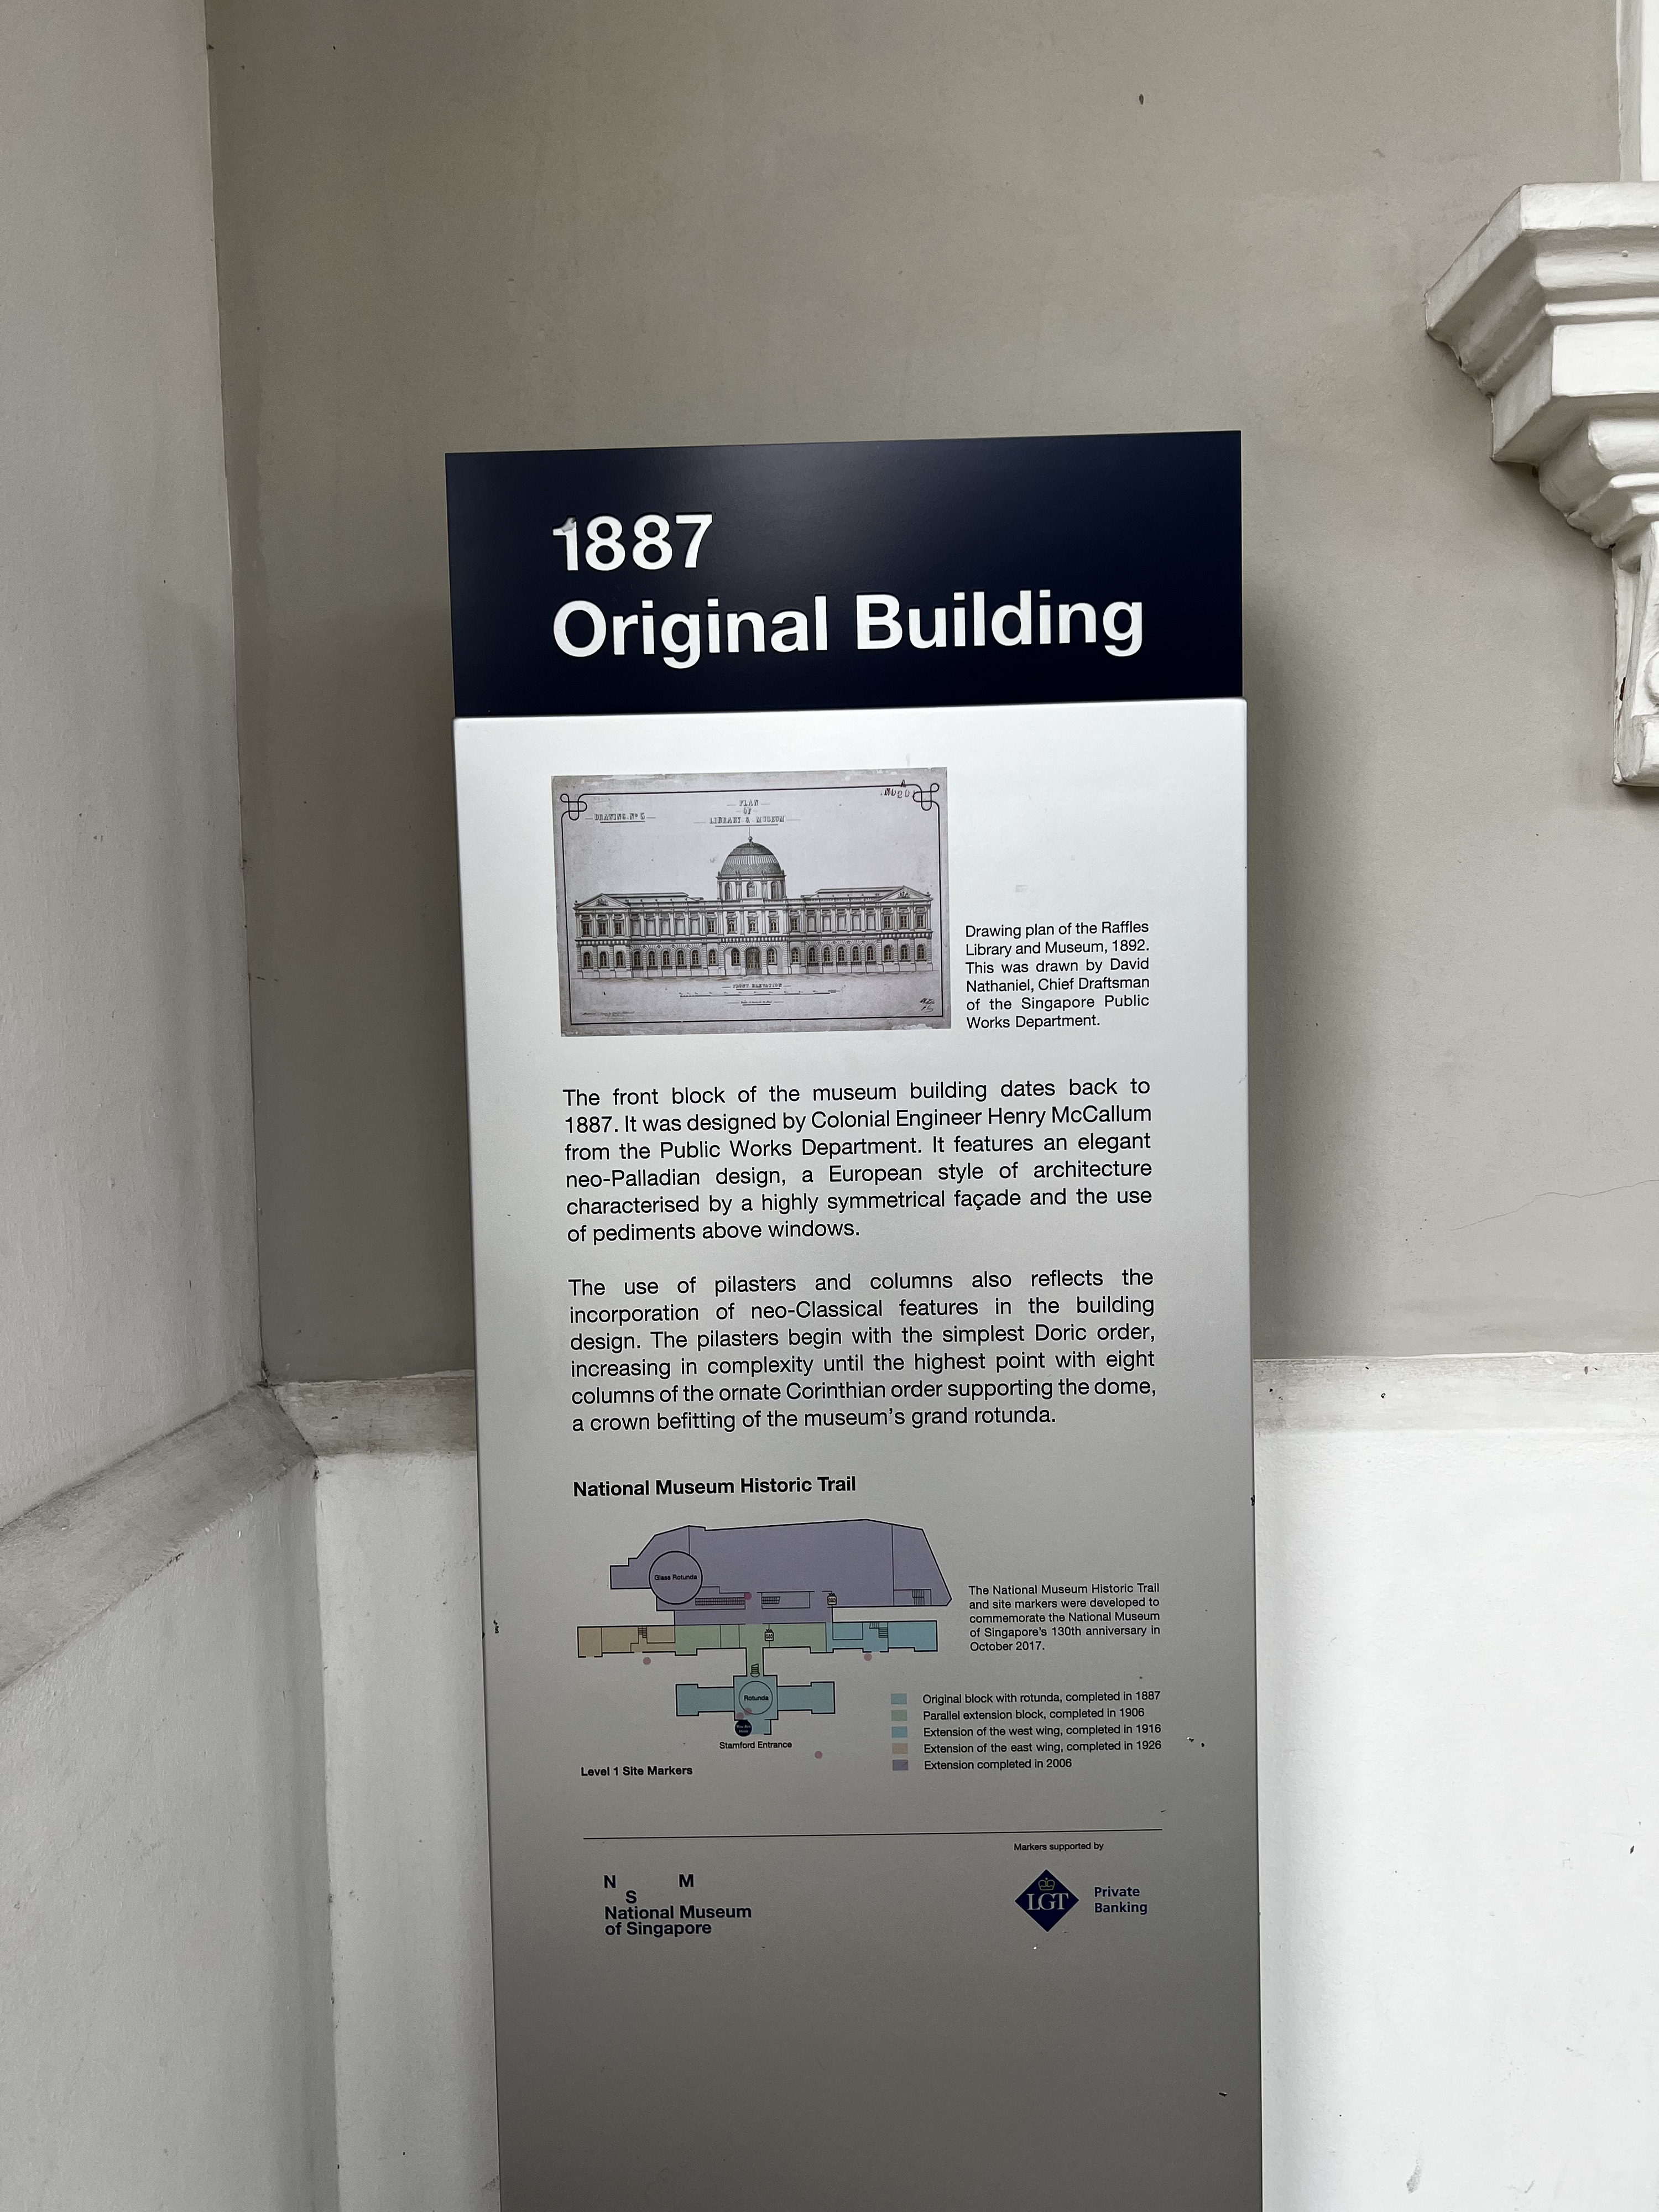 1887
Original Building
PLAN
OF
LIBRARY & MUSEUM
DRAWING. Nº
FRONT ELEVATION
Drawing plan of the Raffles
Library and Museum, 1892.
This was drawn by David
Nathaniel, Chief Draftsman
of the Singapore Public
Works Department.
The front block of the museum building dates back to
1887. It was designed by Colonial Engineer Henry McCallum
from the Public Works Department. It features an elegant
neo-Palladian design, a European style of architecture
characterised by a highly symmetrical façade and the use
of pediments above windows.
The use of pilasters and columns also reflects the
incorporation of neo-Classical features in the building
design. The pilasters begin with the simplest Doric order,
increasing in complexity until the highest point with eight
columns of the ornate Corinthian order supporting the dome,
a crown befitting of the museum's grand rotunda.
National Museum Historic Trail
Glass Rotunda
Rotunda
Stamford Entrance
Level 1 Site Markers
The National Museum Historic Trail
and site markers were developed to
commemorate the National Museum
of Singapore's 130th anniversary in
October 2017.
Original block with rotunda, completed in 1887
Parallel extension block, completed in 1906
Extension of the west wing, completed in 1916
Extension of the east wing, completed in 1926
Extension completed in 2006
N M
S
National Museum
of Singapore
Markers supported by
LGT
Private
Banking